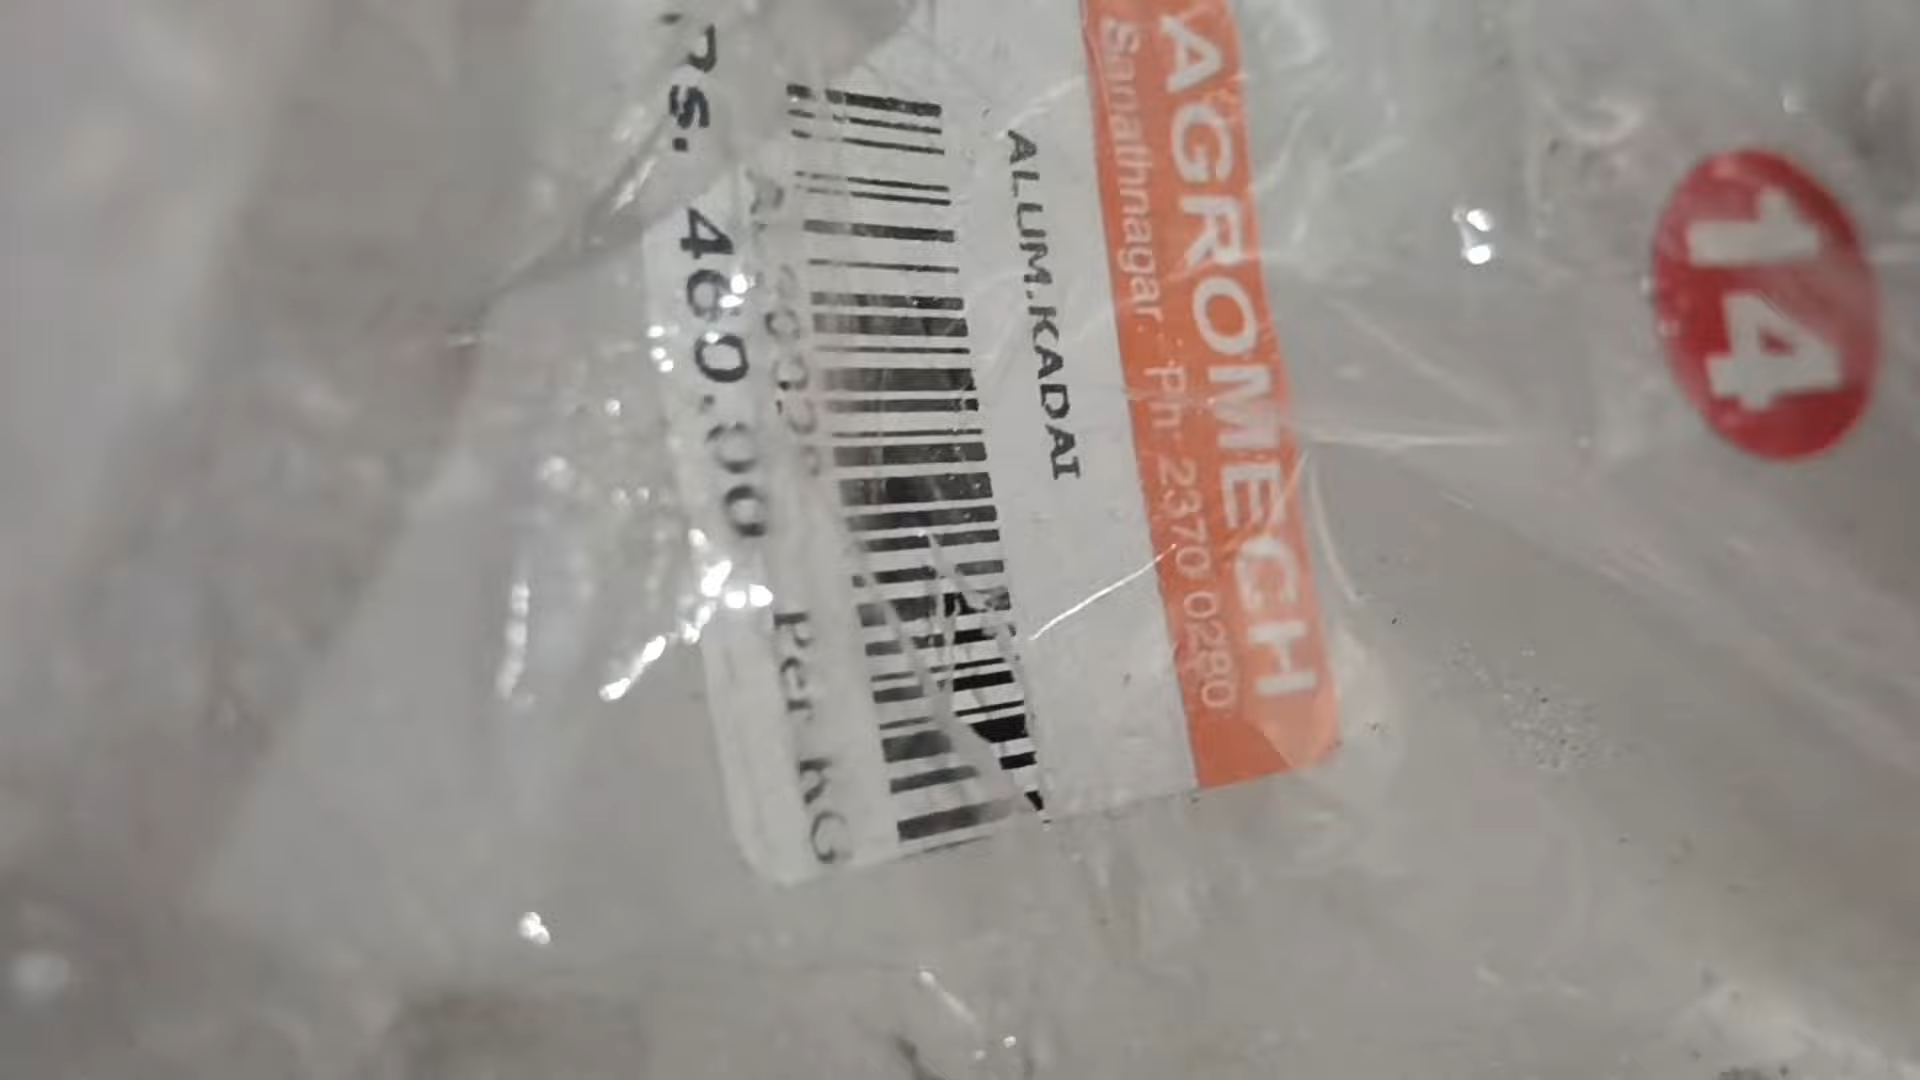 AGROMECH
Sanathnagar. Ph: 2370 0280
ALUM.KADAI
Rs. 460.00 Per KG
14